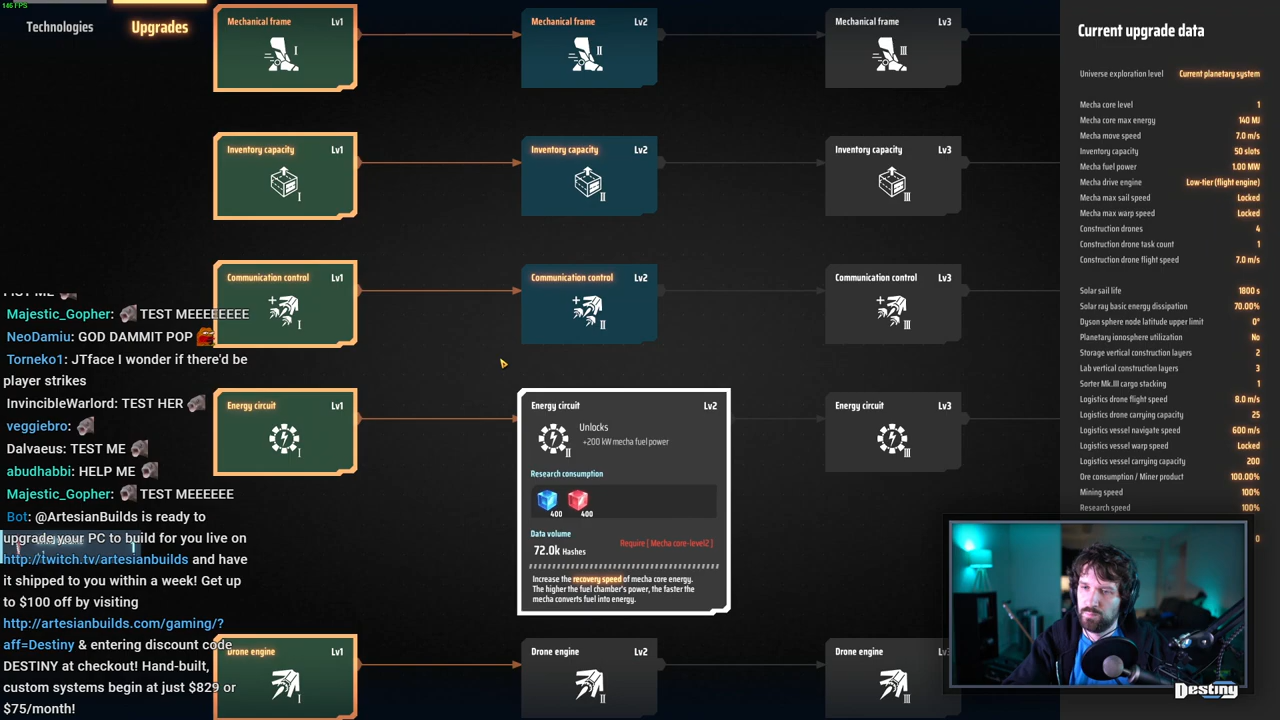 146 FPS
Technologies
Upgrades
Mechanical frame Lv1
I
Mechanical frame Lv2
II
Mechanical frame Lv3
III
Inventory capacity Lv1
I
Inventory capacity Lv2
II
Inventory capacity Lv3
III
Communication control Lv1
I
Communication control Lv2
II
Communication control Lv3
III
Energy circuit Lv1
I
Energy circuit Lv2
II
Unlocks
+200 kW mecha fuel power
Research consumption
400 400
Data volume
72.0k Hashes
Require [ Mecha core-level2 ]
Increase the recovery speed of mecha core energy.
The higher the fuel chamber's power, the faster the
mecha converts fuel into energy.
Energy circuit Lv3
III
Drone engine Lv1
I
Drone engine Lv2
II
Drone engine Lv3
III
Majestic_Gopher: TEST MEEEEEEE
NeoDamiu: GOD DAMMIT POP
Torneko1: JTface I wonder if there'd be
player strikes
InvincibleWarlord: TEST HER
veggiebro:
Dalvaeus: TEST ME
abudhabbi: HELP ME
Majestic_Gopher: TEST MEEEEEE
Bot: @ArtesianBuilds is ready to
upgrade your PC to build for you live on
http://twitch.tv/artesianbuilds and have
it shipped to you within a week! Get up
to $100 off by visiting
http://artesianbuilds.com/gaming/?
aff=Destiny & entering discount code
DESTINY at checkout! Hand-built,
custom systems begin at just $829 or
$75/month!
Current upgrade data
Universe exploration level Current planetary system
Mecha core level 1
Mecha core max energy 140 MJ
Mecha move speed 7.0 m/s
Inventory capacity 50 slots
Mecha fuel power 1.00 MW
Mecha drive engine Low-tier (flight engine)
Mecha max sail speed Locked
Mecha max warp speed Locked
Construction drones 4
Construction drone task count 1
Construction drone flight speed 7.0 m/s
Solar sail life 1800 s
Solar ray basic energy dissipation 70.00%
Dyson sphere node latitude upper limit 0°
Planetary ionosphere utilization No
Storage vertical construction layers 2
Lab vertical construction layers 3
Sorter Mk.III cargo stacking 1
Logistics drone flight speed 8.0 m/s
Logistics drone carrying capacity 25
Logistics vessel navigate speed 600 m/s
Logistics vessel warp speed Locked
Logistics vessel carrying capacity 200
Ore consumption / Miner product 100.00%
Mining speed 100%
Research speed 100%
0
Destiny